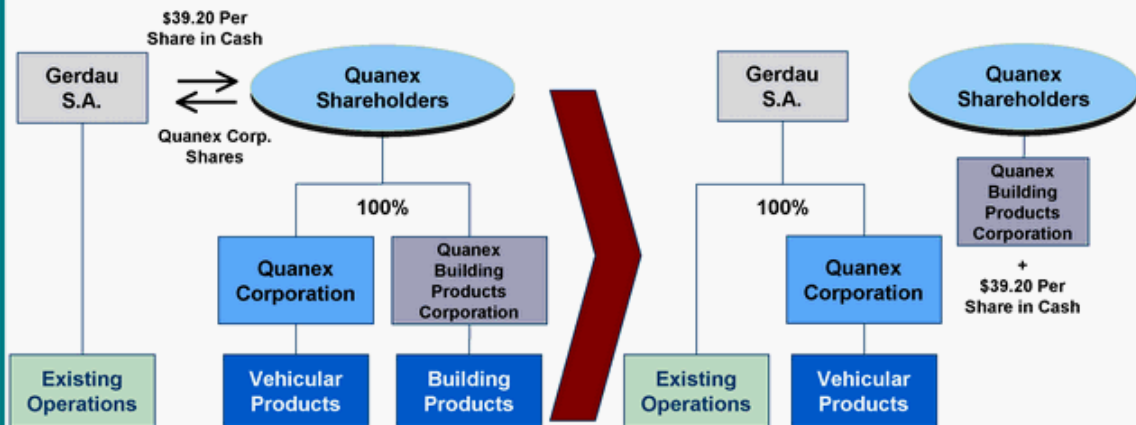 $39.20 Per
Share in Cash
Gerdau
S.A.
Quanex
Shareholders
Quanex Corp.
Shares
100%
Quanex
Corporation
Quanex
Building
Products
Corporation
Existing
Operations
Vehicular
Products
Building
Products
Gerdau
S.A.
Quanex
Shareholders
Quanex
Building
Products
Corporation
+
$39.20 Per
Share in Cash
100%
Quanex
Corporation
Existing
Operations
Vehicular
Products